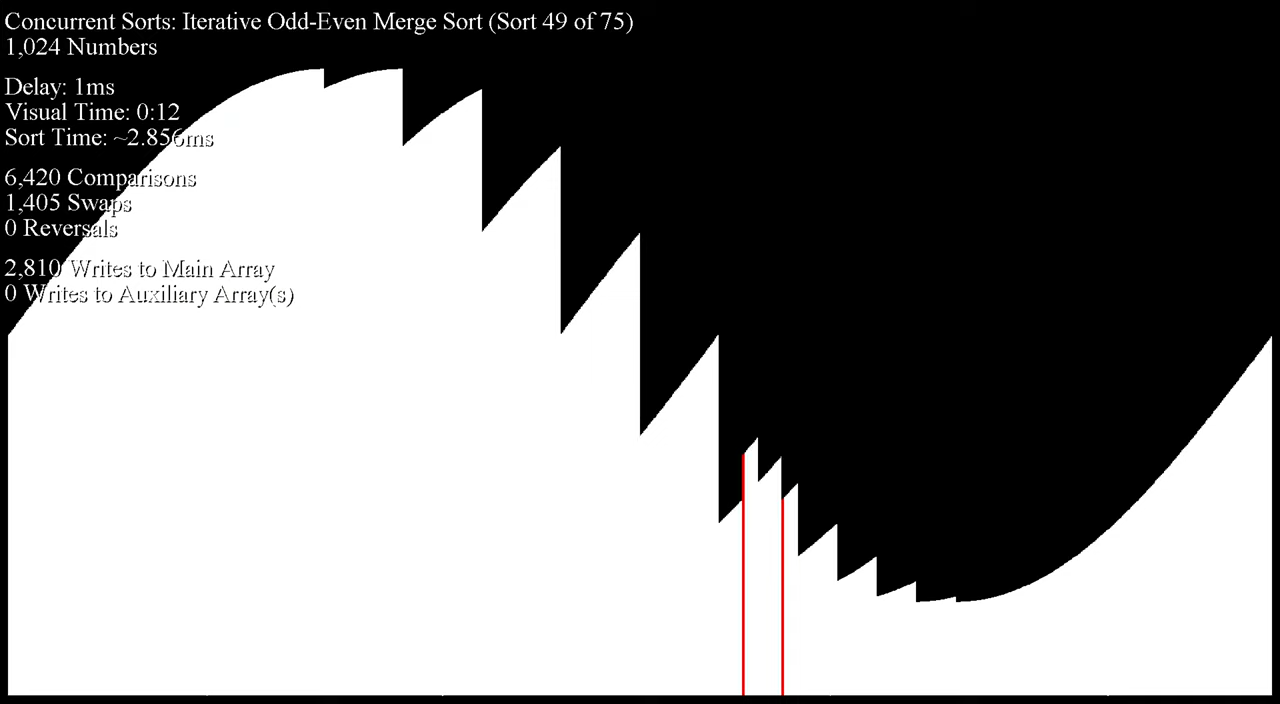 Concurrent Sorts: Iterative Odd-Even Merge Sort (Sort 49 of 75)
1,024 Numbers
Delay: 1ms
Visual Time: 0:12
Sort Time: ~2.856ms
6,420 Comparisons
1,405 Swaps
0 Reversals
2,810 Writes to Main Array
0 Writes to Auxiliary Array(s)